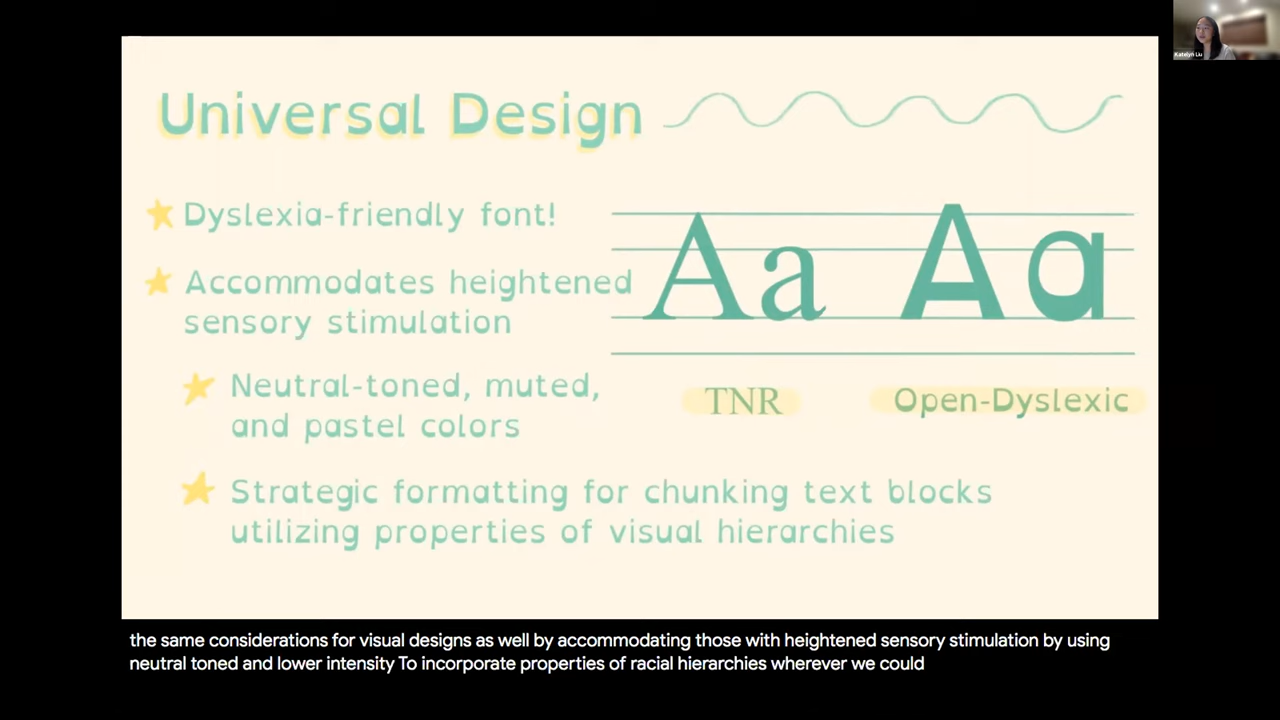 Katelyn Liu
Universal Design
Dyslexia-friendly font!
Accommodates heightened
sensory stimulation
Neutral-toned, muted,
and pastel colors
Strategic formatting for chunking text blocks
utilizing properties of visual hierarchies
Aa Aa
TNR Open-Dyslexic
the same considerations for visual designs as well by accommodating those with heightened sensory stimulation by using
neutral toned and lower intensity To incorporate properties of racial hierarchies wherever we could